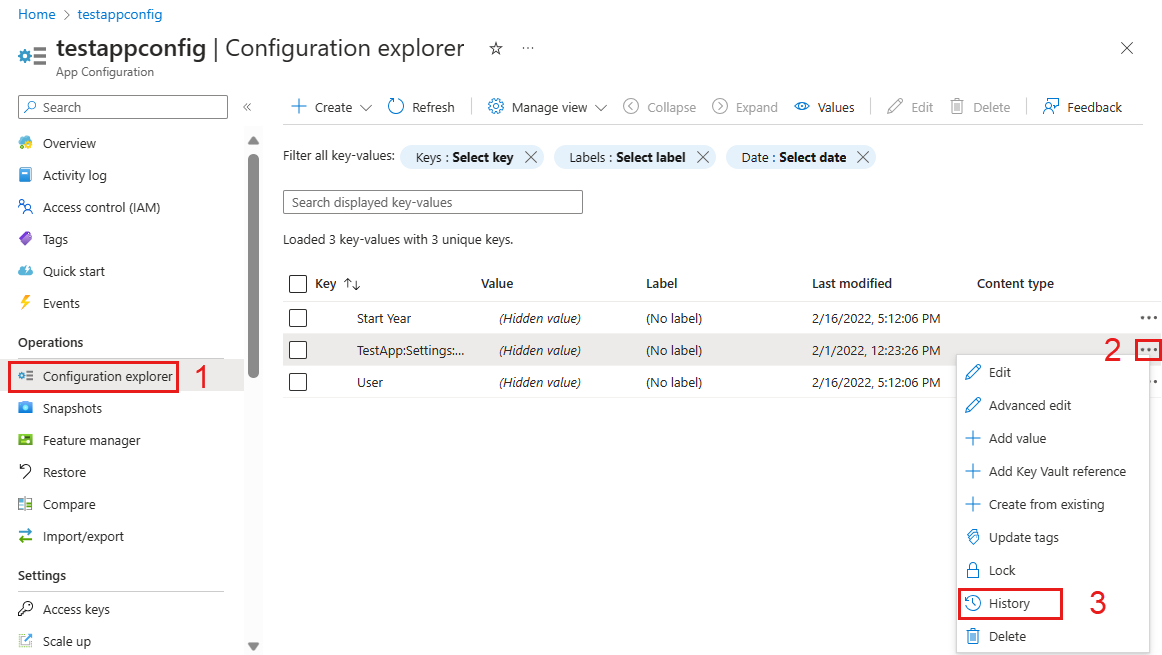 Home > testappconfig
testappconfig | Configuration explorer
App Configuration
Search
Overview
Activity log
Access control (IAM)
Tags
Quick start
Events
Operations
Configuration explorer 1
Snapshots
Feature manager
Restore
Compare
Import/export
Settings
Access keys
Scale up
Create Refresh Manage view Collapse Expand Values Edit Delete Feedback
Filter all key-values: Keys : Select key Labels : Select label Date : Select date
Search displayed key-values
Loaded 3 key-values with 3 unique keys.
Key Value Label Last modified Content type
Start Year (Hidden value) (No label) 2/16/2022, 5:12:06 PM
TestApp:Settings:... (Hidden value) (No label) 2/1/2022, 12:23:26 PM 2
User (Hidden value) (No label) 2/16/2022, 5:12:06 PM
Edit
Advanced edit
Add value
Add Key Vault reference
Create from existing
Update tags
Lock
History 3
Delete